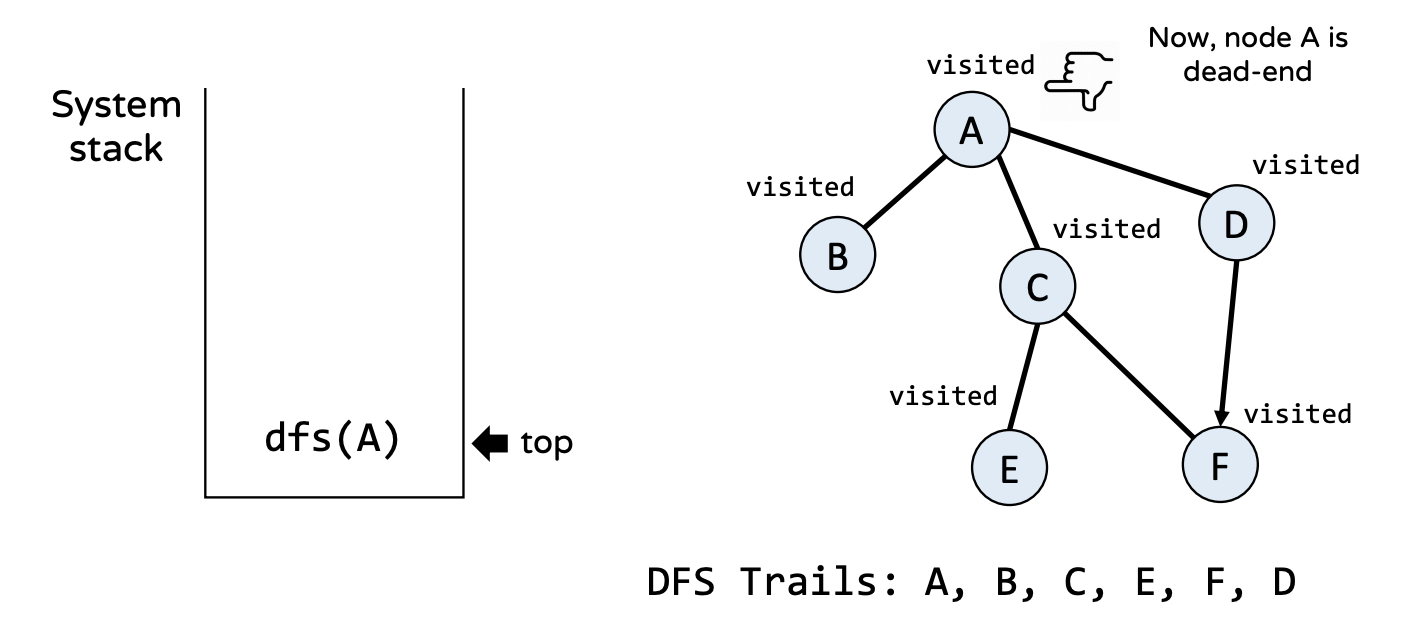 System
stack
dfs(A)
top
Now, node A is
dead-end
visited
A
visited
visited
B
visited
D
C
visited
visited
E
F
DFS Trails: A, B, C, E, F, D